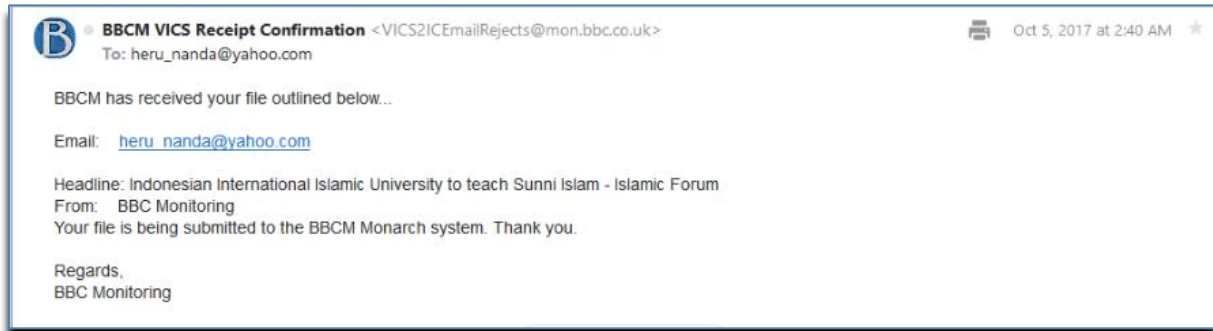 B
BBCM VICS Receipt Confirmation <VICS2ICEmailRejects@mon.bbc.co.uk> Oct 5, 2017 at 2:40 AM
To: heru_nanda@yahoo.com
BBCM has received your file outlined below...
Email: heru_nanda@yahoo.com
Headline: Indonesian International Islamic University to teach Sunni Islam - Islamic Forum
From: BBC Monitoring
Your file is being submitted to the BBCM Monarch system. Thank you.
Regards,
BBC Monitoring